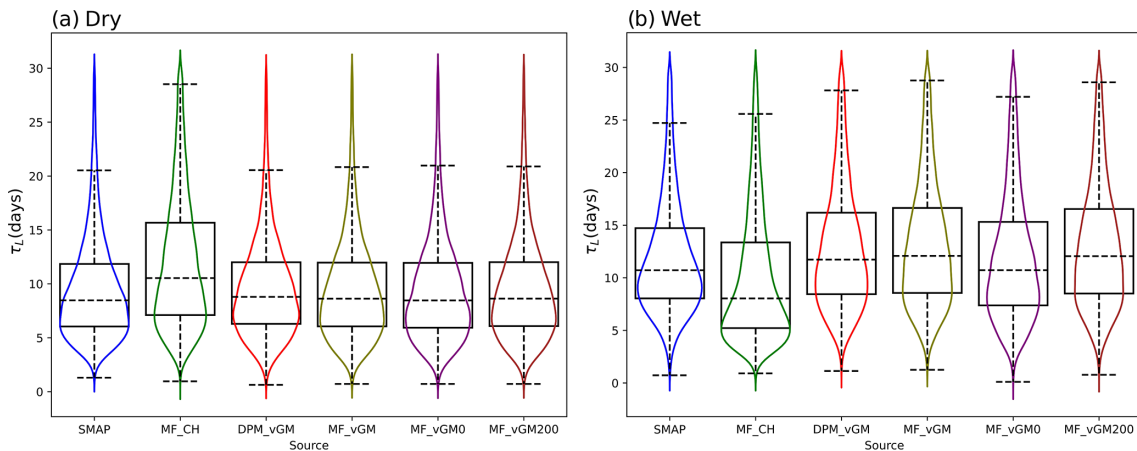 (a) Dry
τL(days)
30
25
20
15
10
5
0
SMAP MF_CH DPM_vGM MF_vGM MF_vGM0 MF_vGM200
Source
(b) Wet
τL(days)
30
25
20
15
10
5
0
SMAP MF_CH DPM_vGM MF_vGM MF_vGM0 MF_vGM200
Source